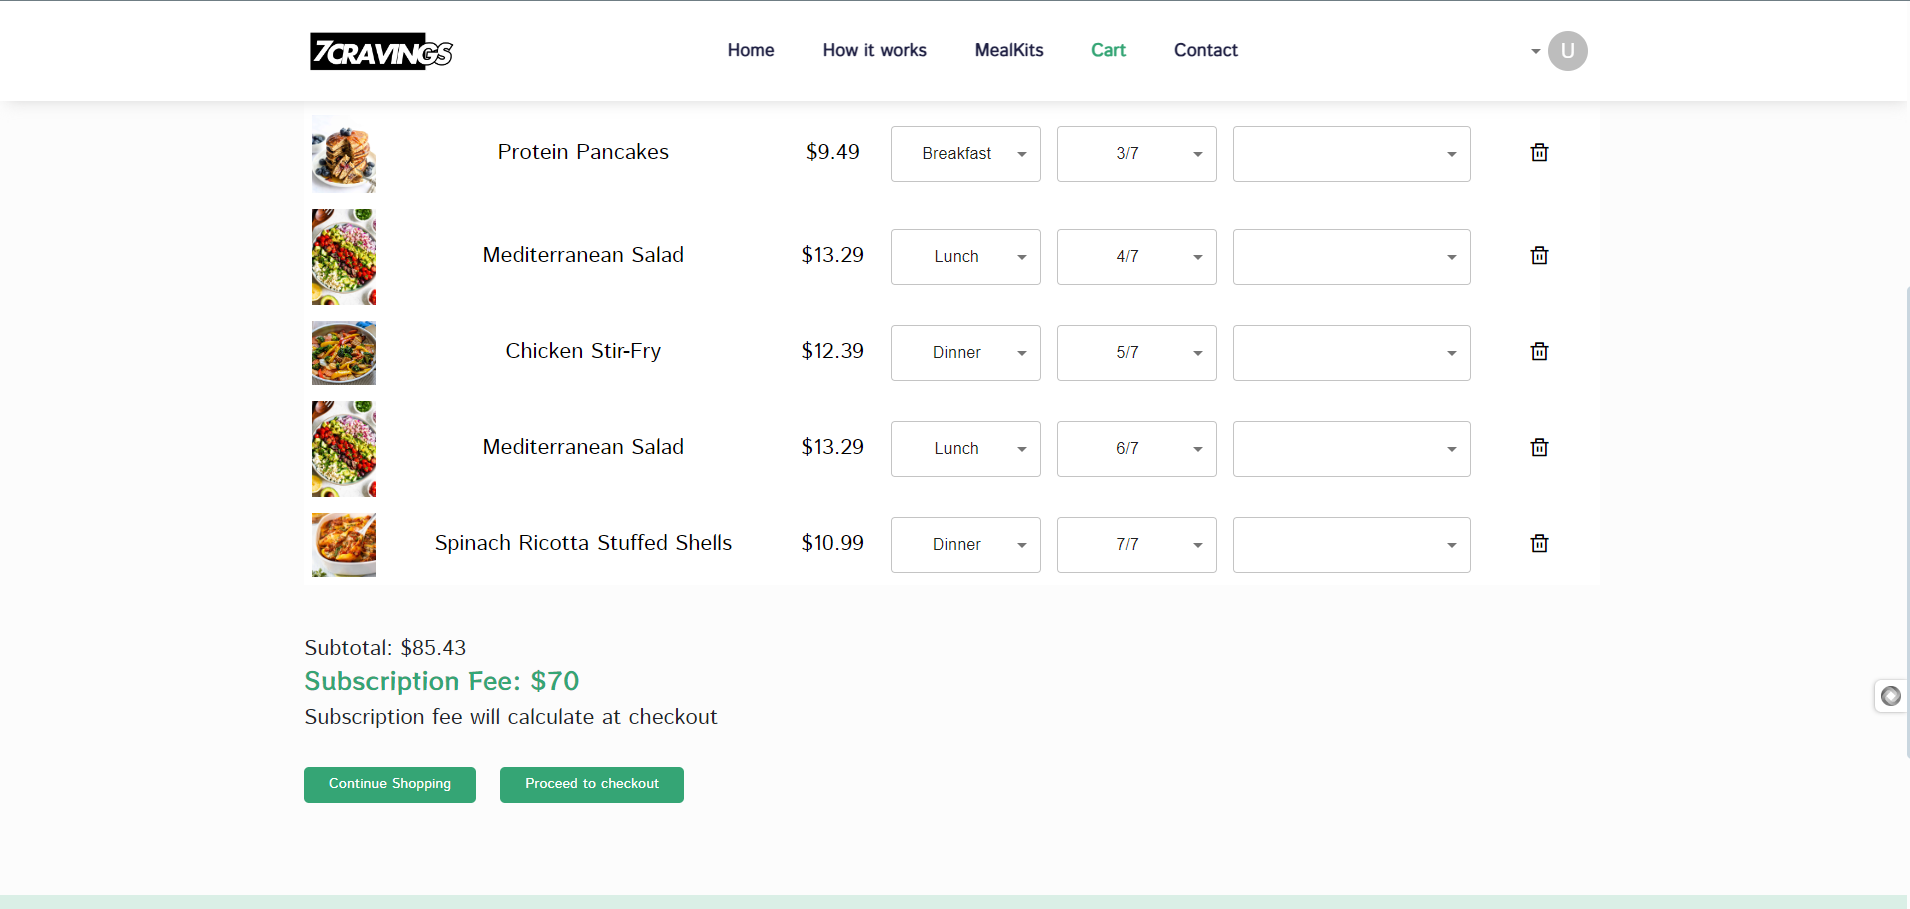 7CRAVINGS Home How it works MealKits Cart Contact U
Protein Pancakes $9.49 Breakfast 3/7
Mediterranean Salad $13.29 Lunch 4/7
Chicken Stir-Fry $12.39 Dinner 5/7
Mediterranean Salad $13.29 Lunch 6/7
Spinach Ricotta Stuffed Shells $10.99 Dinner 7/7
Subtotal: $85.43
Subscription Fee: $70
Subscription fee will calculate at checkout
Continue Shopping Proceed to checkout